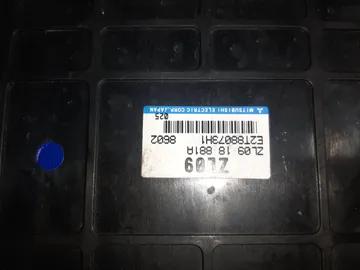 ZL09
ZL09 18 881A
E2T88073H1 8602
025
MITSUBISHI ELECTRIC CORP. JAPAN